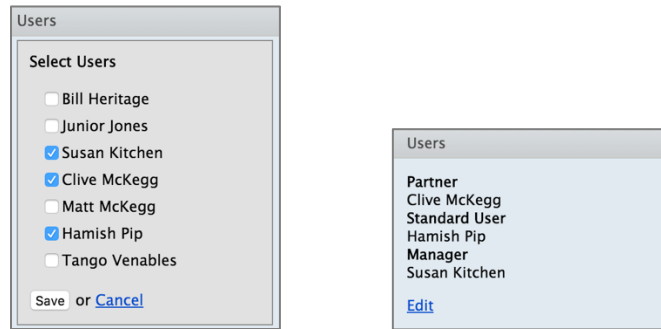 Users
Select Users
Bill Heritage
Junior Jones
Susan Kitchen
Clive McKegg
Matt McKegg
Hamish Pip
Tango Venables
Save or Cancel
Users
Partner
Clive McKegg
Standard User
Hamish Pip
Manager
Susan Kitchen
Edit